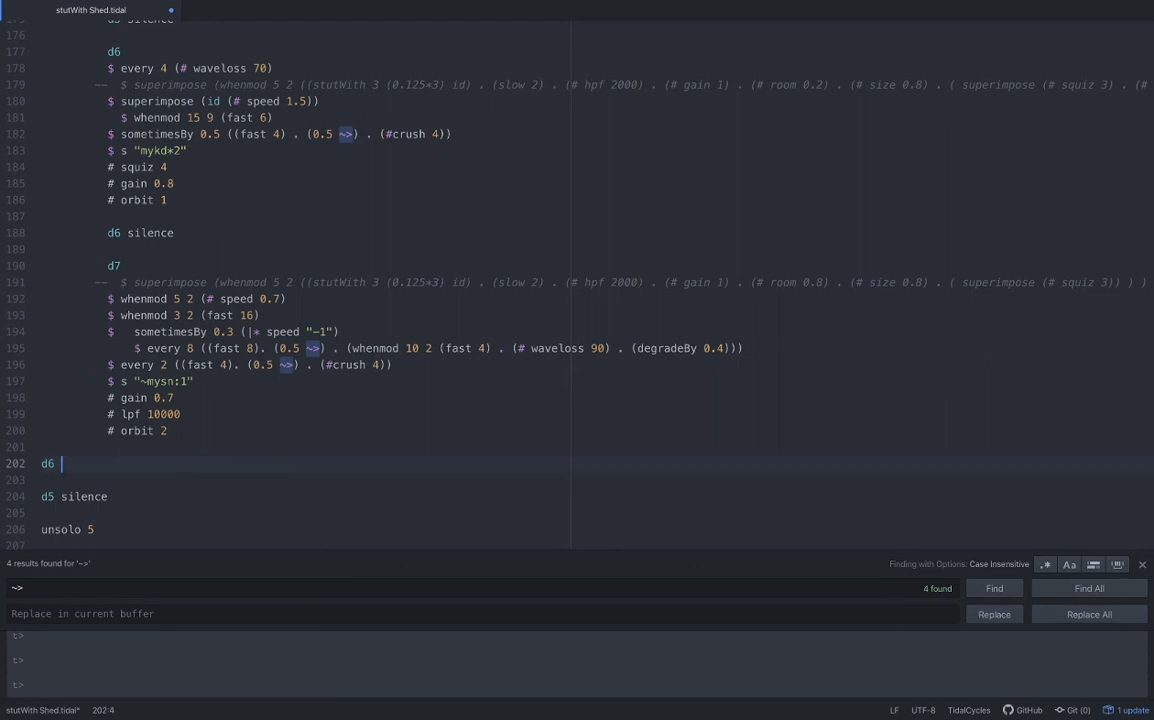 stutWith Shed.tidal
175 d5 silence
176
177 d6
178 $ every 4 (# waveloss 70)
179 -- $ superimpose (whenmod 5 2 ((stutWith 3 (0.125*3) id) . (slow 2) . (# hpf 2000) . (# gain 1) . (# room 0.2) . (# size 0.8) . ( superimpose (# squiz 3) . (#
180 $ superimpose (id (# speed 1.5))
181 $ whenmod 15 9 (fast 6)
182 $ sometimesBy 0.5 ((fast 4) . (0.5 ~>) . (#crush 4))
183 $ s "mykd*2"
184 # squiz 4
185 # gain 0.8
186 # orbit 1
187
188 d6 silence
189
190 d7
191 -- $ superimpose (whenmod 5 2 ((stutWith 3 (0.125*3) id) . (slow 2) . (# hpf 2000) . (# gain 1) . (# room 0.8) . (# size 0.8) . ( superimpose (# squiz 3)) ) )
192 $ whenmod 5 2 (# speed 0.7)
193 $ whenmod 3 2 (fast 16)
194 $ sometimesBy 0.3 (|* speed "-1")
195 $ every 8 ((fast 8). (0.5 ~>) . (whenmod 10 2 (fast 4) . (# waveloss 90) . (degradeBy 0.4)))
196 $ every 2 ((fast 4). (0.5 ~>) . (#crush 4))
197 $ s "~mysn:1"
198 # gain 0.7
199 # lpf 10000
200 # orbit 2
201
202 d6
203
204 d5 silence
205
206 unsolo 5
207
4 results found for '~>' Finding with Options: Case Insensitive .* Aa
~> 4 found Find Find All
Replace in current buffer Replace Replace All
t>
t>
t>
stutWith Shed.tidal* 202:4 LF UTF-8 TidalCycles GitHub Git (0) 1 update